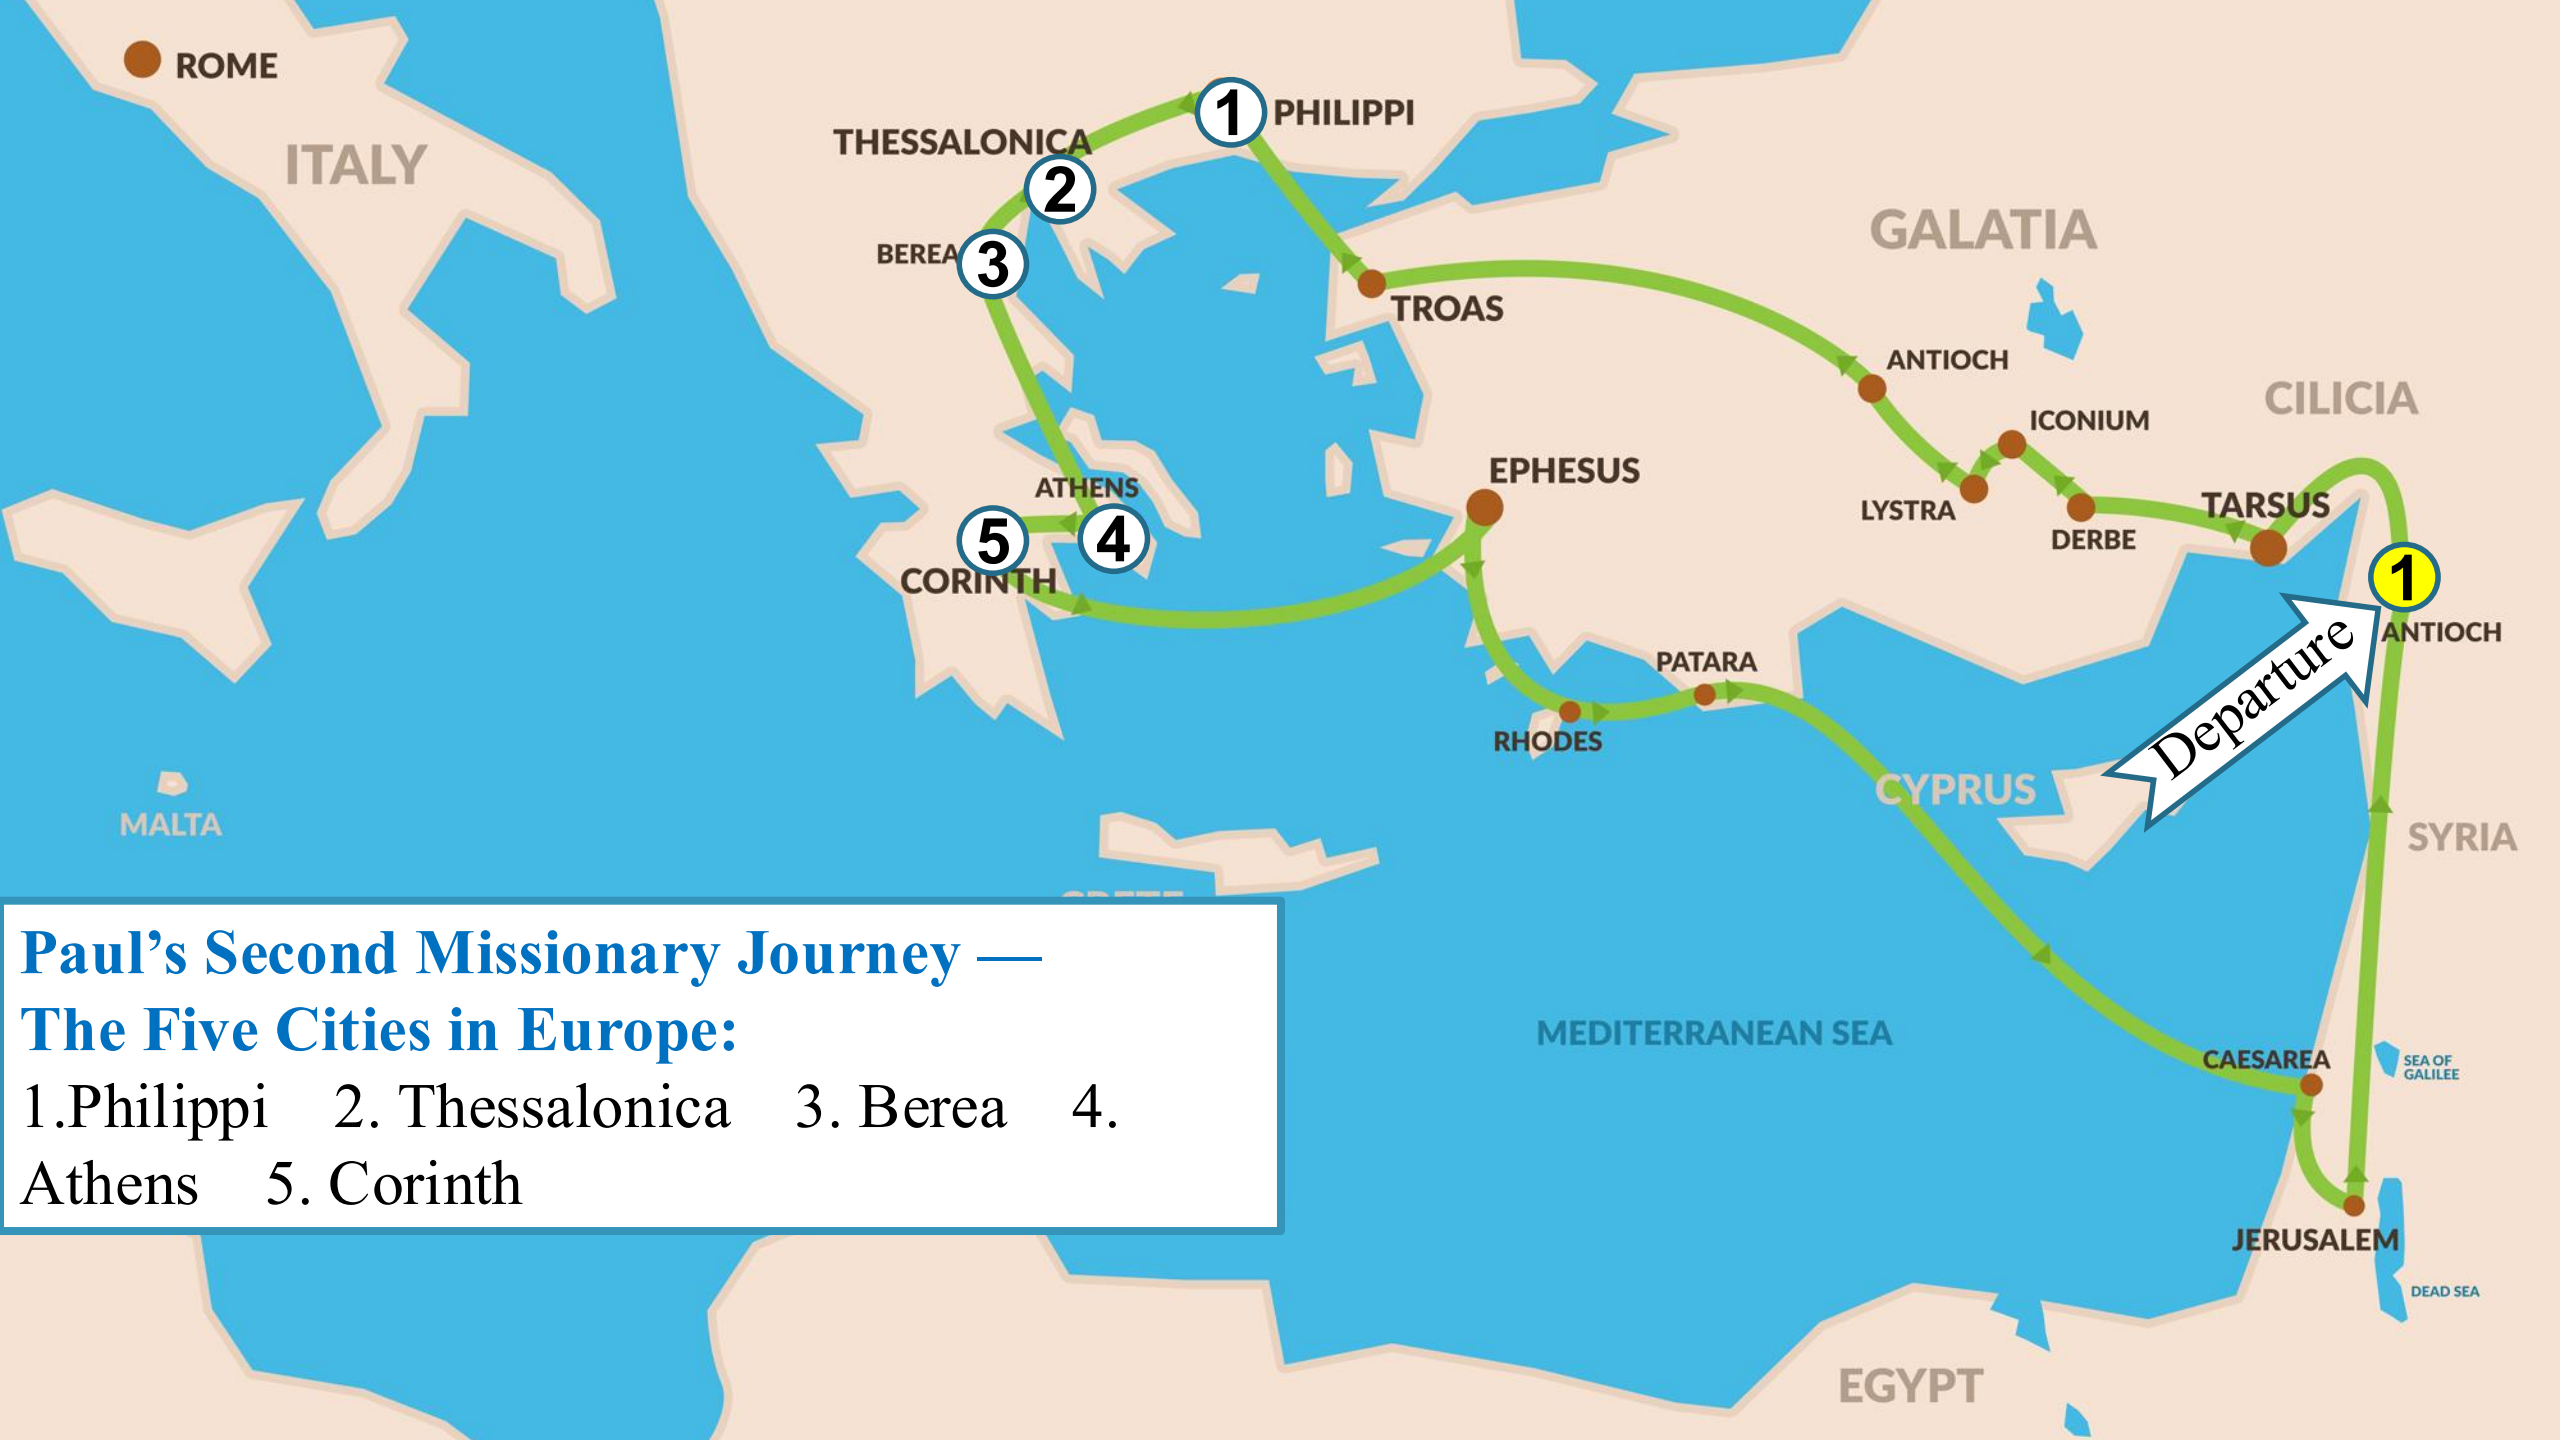 ROME
ITALY
1 PHILIPPI
THESSALONICA
2
BEREA 3
GALATIA
TROAS
ANTIOCH
CILICIA
ICONIUM
EPHESUS
ATHENS
LYSTRA
TARSUS
DERBE
5 4
CORINTH
1
ANTIOCH
Departure
PATARA
RHODES
CYPRUS
MALTA
SYRIA
CRETE
Paul’s Second Missionary Journey —
The Five Cities in Europe:
1.Philippi 2. Thessalonica 3. Berea 4.
Athens 5. Corinth
MEDITERRANEAN SEA
CAESAREA
SEA OF
GALILEE
JERUSALEM
DEAD SEA
EGYPT